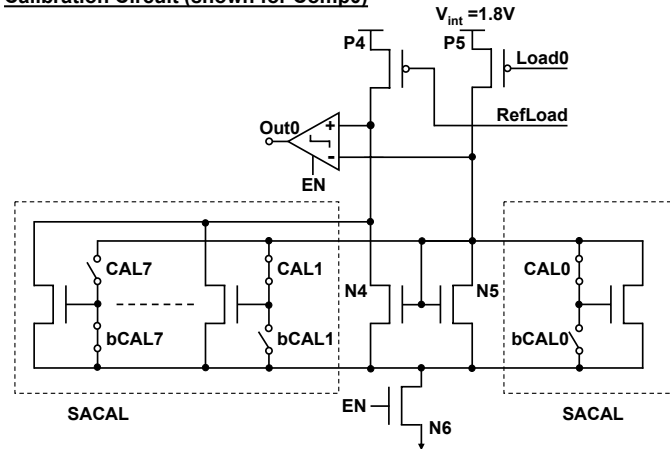 Calibration Circuit (shown for Comp0)
Vint =1.8V
P4
P5
Load0
RefLoad
Out0
+
-
EN
CAL7
CAL1
CAL0
N4
N5
bCAL7
bCAL1
bCAL0
EN
N6
SACAL
SACAL